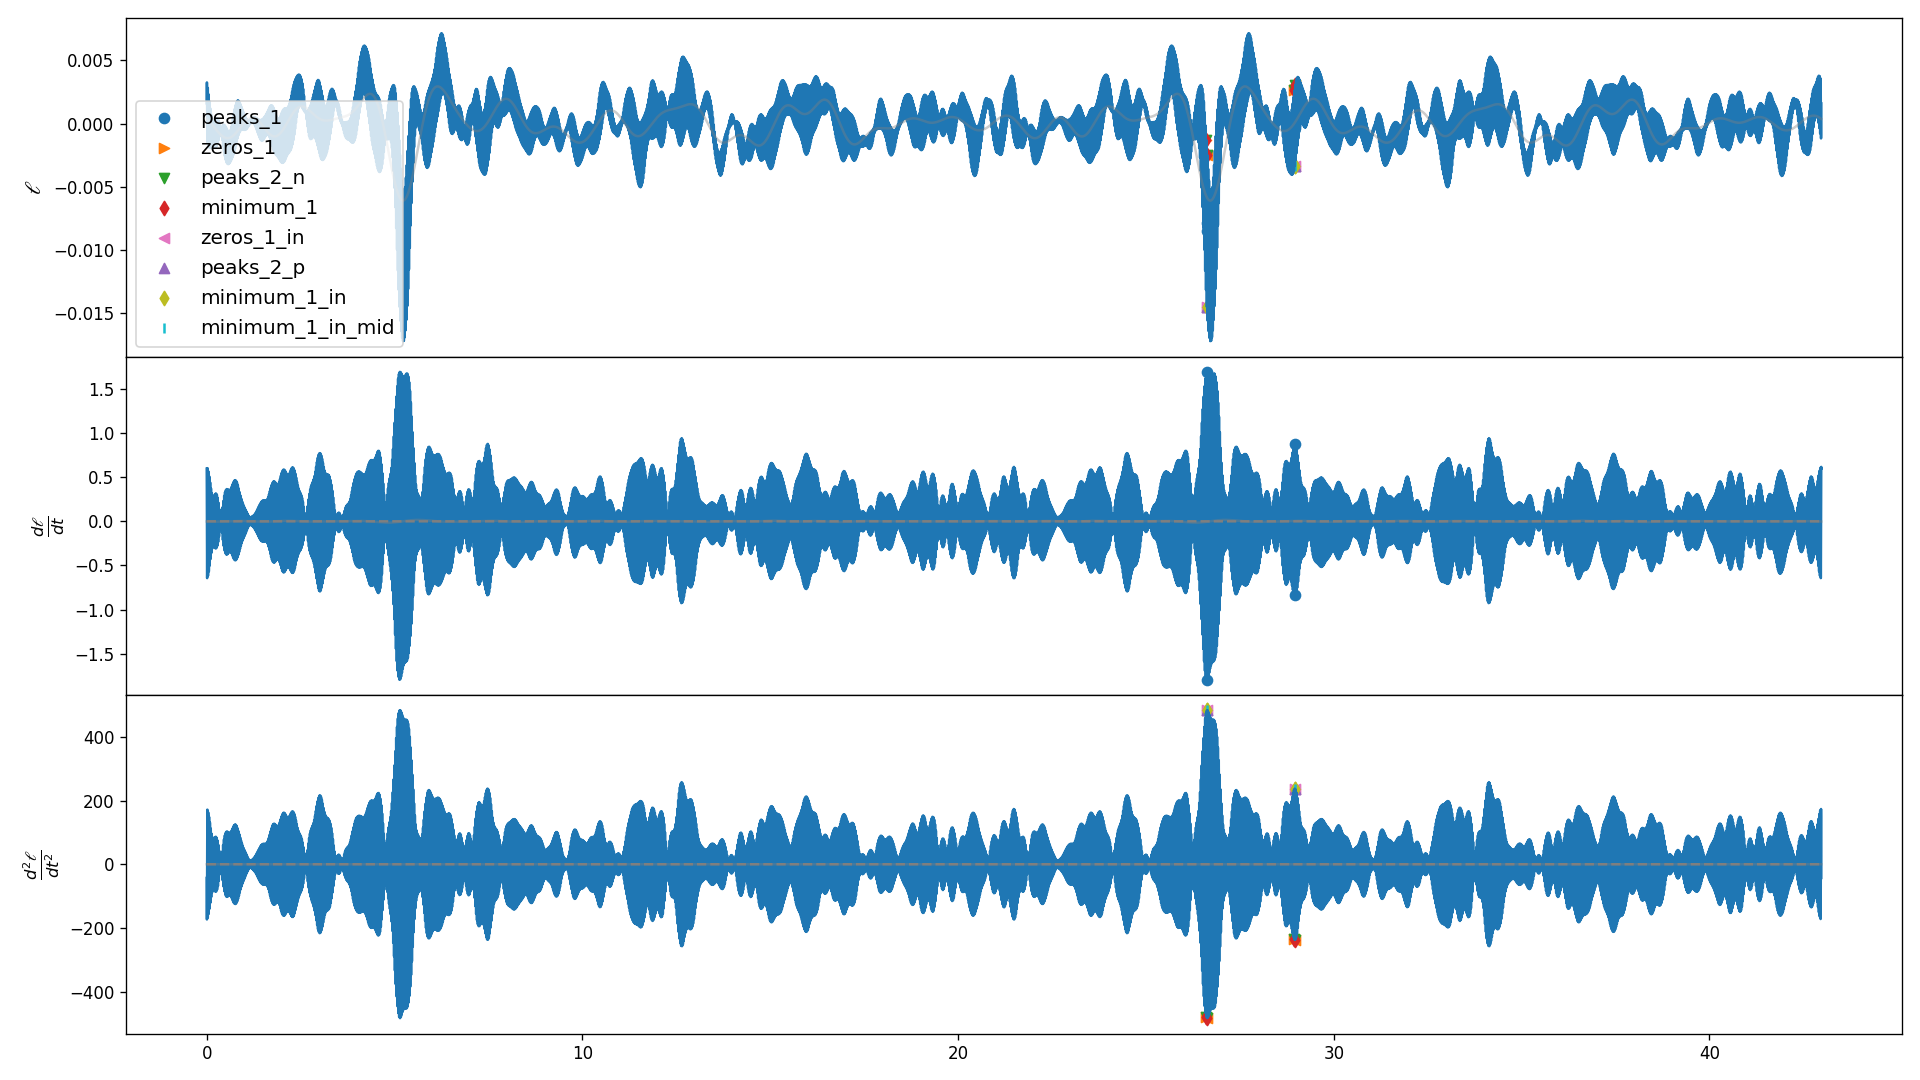 0.005
0.000
−0.005
−0.010
−0.015
ℓ
peaks_1
zeros_1
peaks_2_n
minimum_1
zeros_1_in
peaks_2_p
minimum_1_in
minimum_1_in_mid
1.5
1.0
0.5
0.0
−0.5
−1.0
−1.5
dℓ
dt
400
200
0
−200
−400
d²ℓ
dt²
0 10 20 30 40